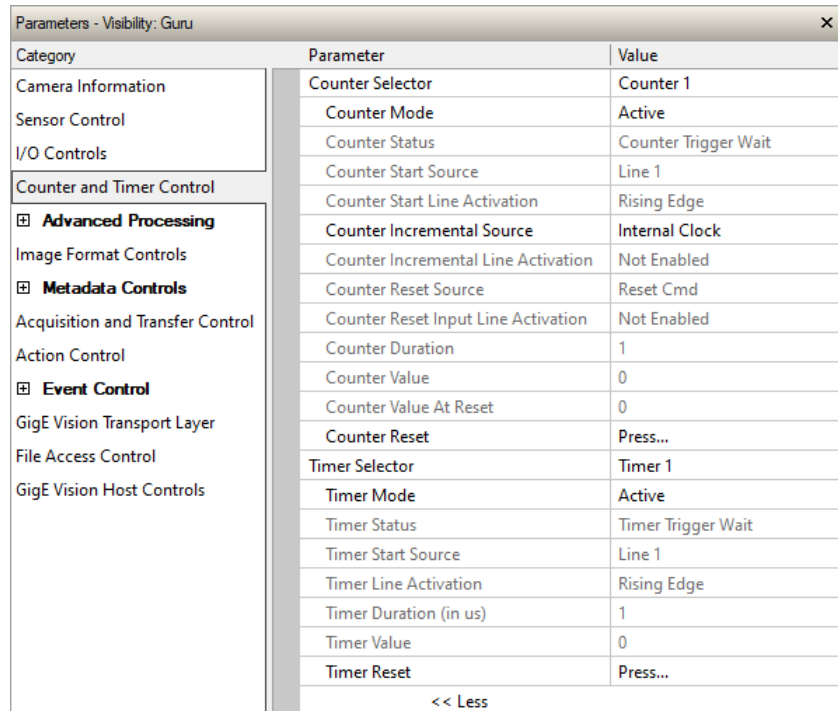 Parameters - Visibility: Guru ×
Category Parameter Value
Camera Information
Sensor Control
I/O Controls
Counter and Timer Control
Advanced Processing
Image Format Controls
Metadata Controls
Acquisition and Transfer Control
Action Control
Event Control
GigE Vision Transport Layer
File Access Control
GigE Vision Host Controls
Counter Selector Counter 1
Counter Mode Active
Counter Status Counter Trigger Wait
Counter Start Source Line 1
Counter Start Line Activation Rising Edge
Counter Incremental Source Internal Clock
Counter Incremental Line Activation Not Enabled
Counter Reset Source Reset Cmd
Counter Reset Input Line Activation Not Enabled
Counter Duration 1
Counter Value 0
Counter Value At Reset 0
Counter Reset Press...
Timer Selector Timer 1
Timer Mode Active
Timer Status Timer Trigger Wait
Timer Start Source Line 1
Timer Line Activation Rising Edge
Timer Duration (in us) 1
Timer Value 0
Timer Reset Press...
<< Less